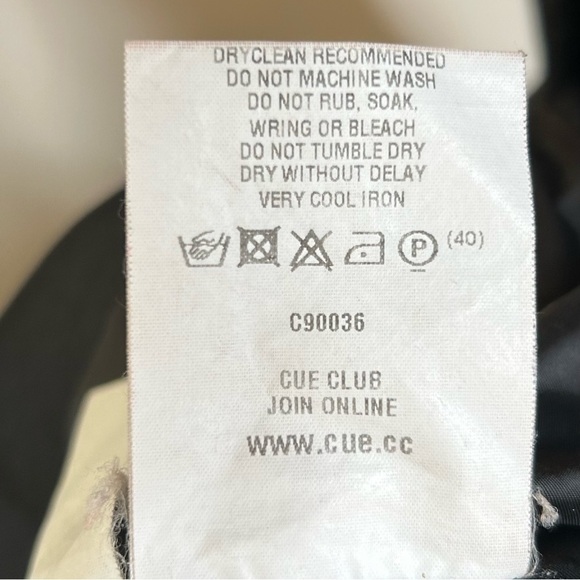 DRYCLEAN RECOMMENDED
DO NOT MACHINE WASH
DO NOT RUB, SOAK,
WRING OR BLEACH
DO NOT TUMBLE DRY
DRY WITHOUT DELAY
VERY COOL IRON
P (40)
C90036
CUE CLUB
JOIN ONLINE
www.cue.cc